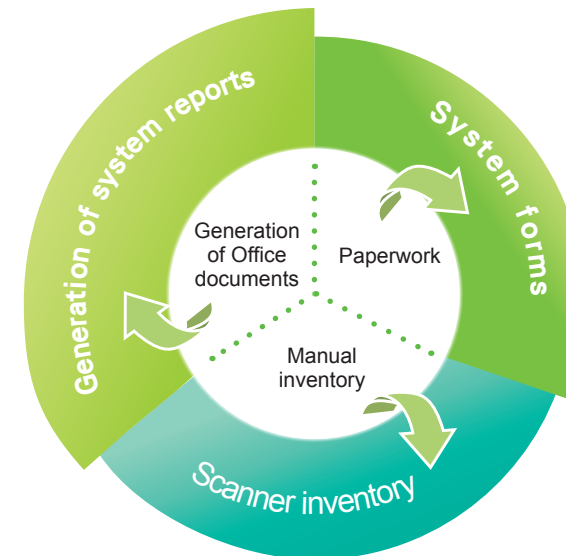 Generation of system reports
System forms
Generation
of Office
documents
Paperwork
Manual
inventory
Scanner inventory